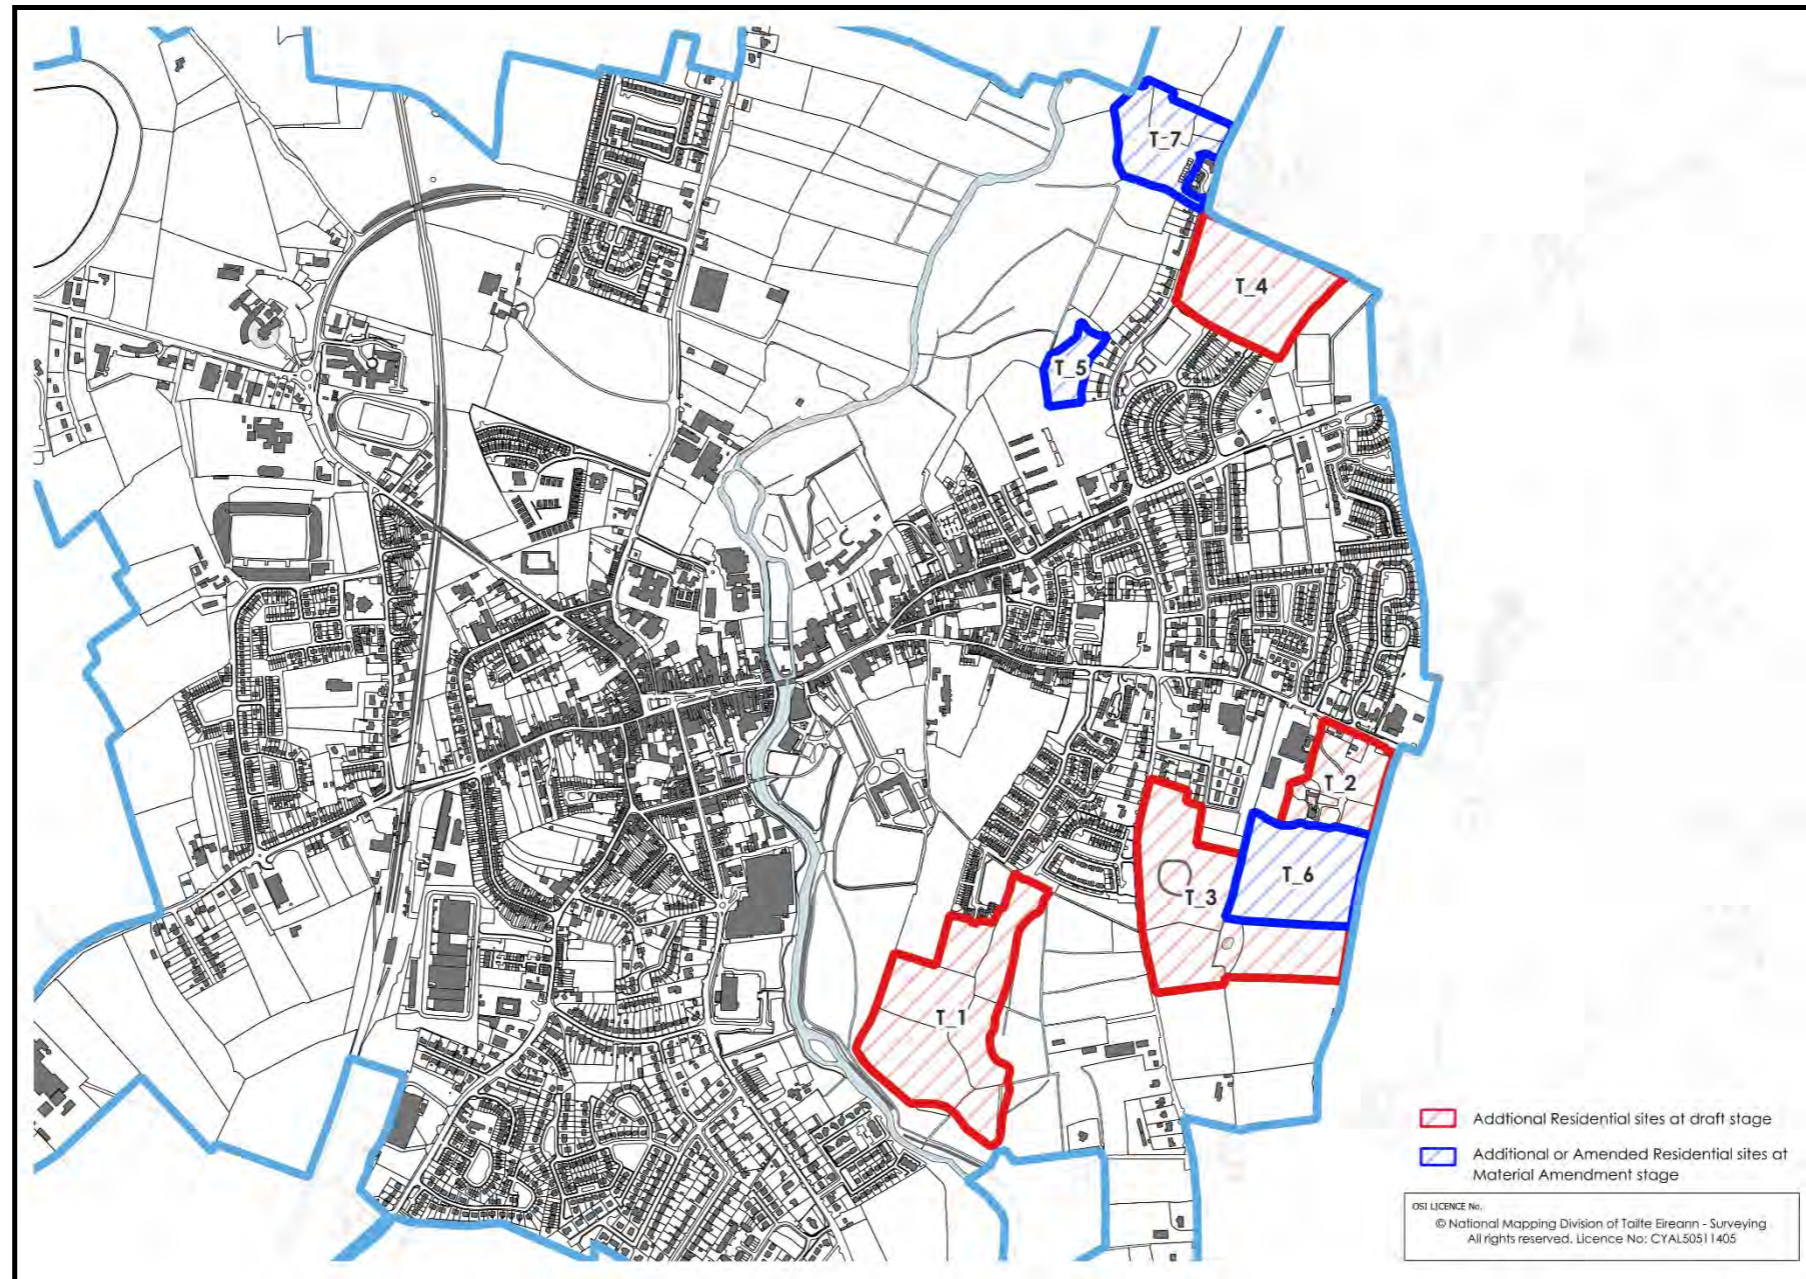 T_7
T_4
T_5
T_2
T_6
T_3
T_1
Addtional Residential sites at draft stage
Additional or Amended Residential sites at
Material Amendment stage
OSI LICENCE No.
© National Mapping Division of Tailte Eireann - Surveying
All rights reserved. Licence No: CYAL50511405